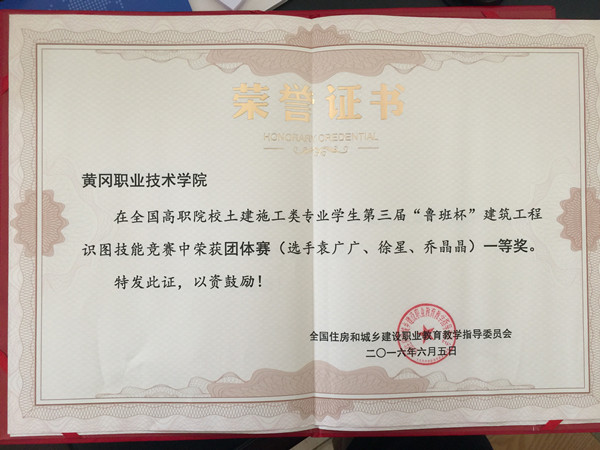 荣誉证书
HONORARY CREDENTIAL
黄冈职业技术学院
在全国高职院校土建施工类专业学生第三届“鲁班杯”建筑工程
识图技能竞赛中荣获团体赛（选手袁广广、徐星、乔晶晶）一等奖。
特发此证，以资鼓励！
全国住房和城乡建设职业教育教学指导委员会
二〇一六年六月五日